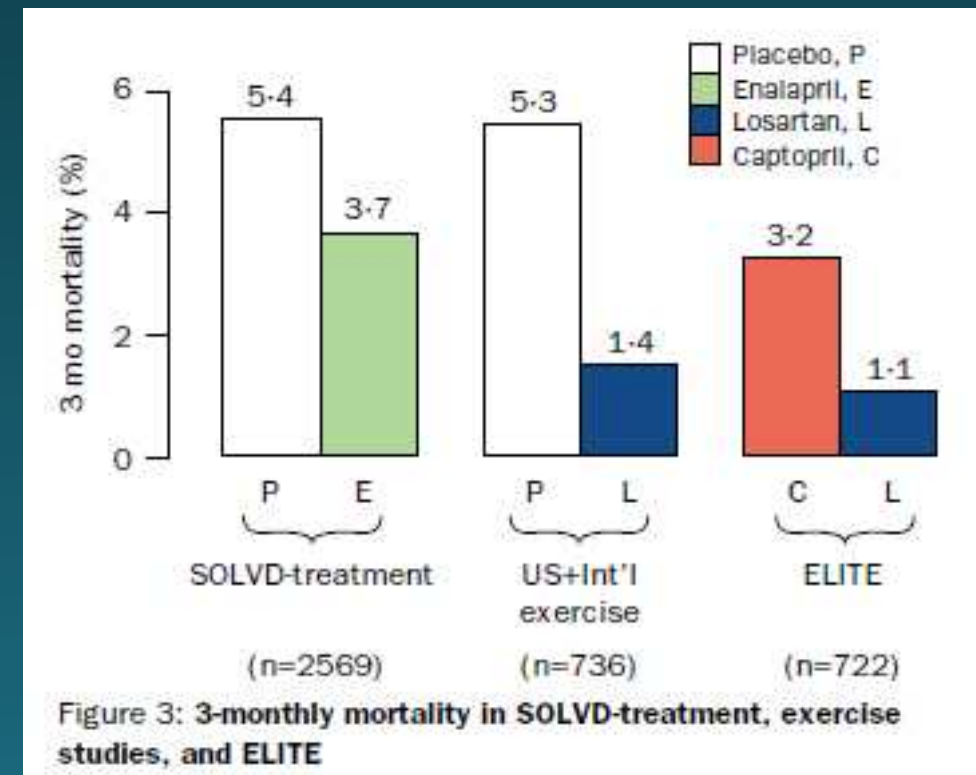 Placebo, P
Enalapril, E
Losartan, L
Captopril, C
3 mo mortality (%)
6
4
2
0
5·4
3·7
5·3
1·4
3·2
1·1
P E P L C L
SOLVD-treatment
US+Int'l
exercise
ELITE
(n=2569) (n=736) (n=722)
Figure 3: 3-monthly mortality in SOLVD-treatment, exercise
studies, and ELITE